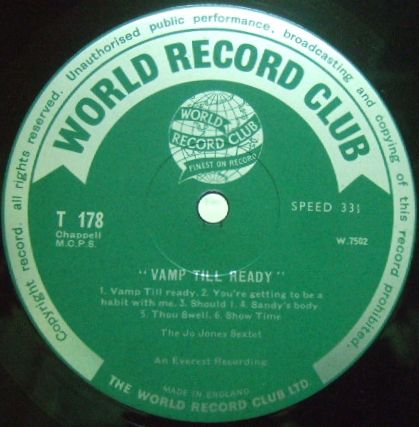 Copyright record. all rights reserved. Unauthorised public performance, broadcasting and copying of this record prohibited.
WORLD RECORD CLUB
WORLD
RECORD CLUB
FINEST ON RECORD
T 178
Chappell
M.C.P.S.
SPEED 33⅓
W.7502
"VAMP TILL READY"
1. Vamp Till ready. 2. You're getting to be a
habit with me. 3. Should I. 4. Sandy's body
5. Thou Swell. 6. Show Time
The Jo Jones Sextet
An Everest Recording
MADE IN ENGLAND
THE WORLD RECORD CLUB LTD.